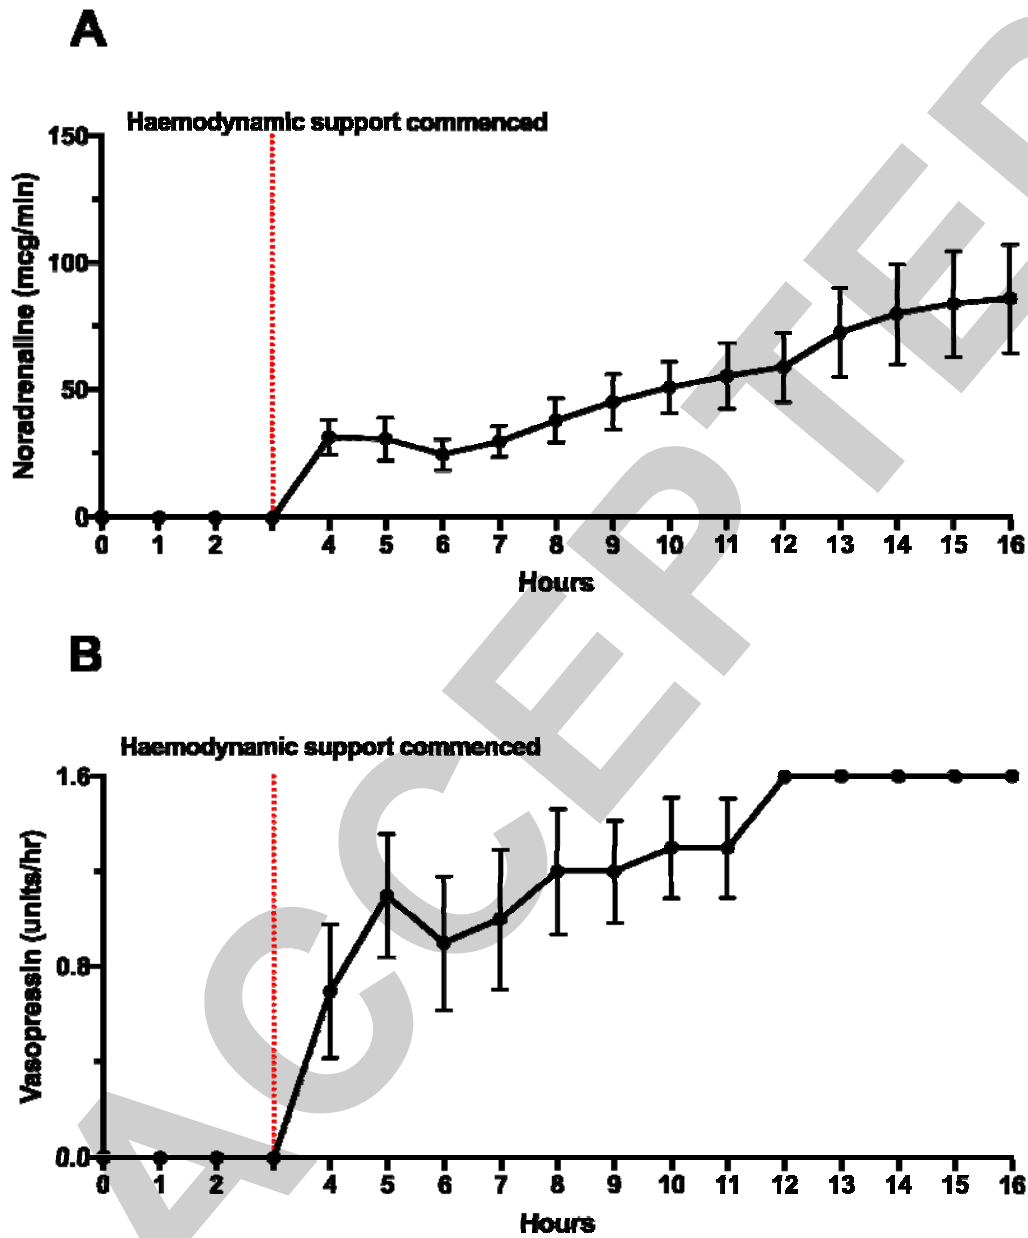 A
Haemodynamic support commenced
150
100
50
0
Noradrenaline (mcg/min)
0 1 2 4 5 6 7 8 9 10 11 12 13 14 15 16
Hours
B
Haemodynamic support commenced
1.6
0.8
0.0
Vasopressin (units/hr)
0 1 2 4 5 6 7 8 9 10 11 12 13 14 15 16
Hours
ACCEPTED